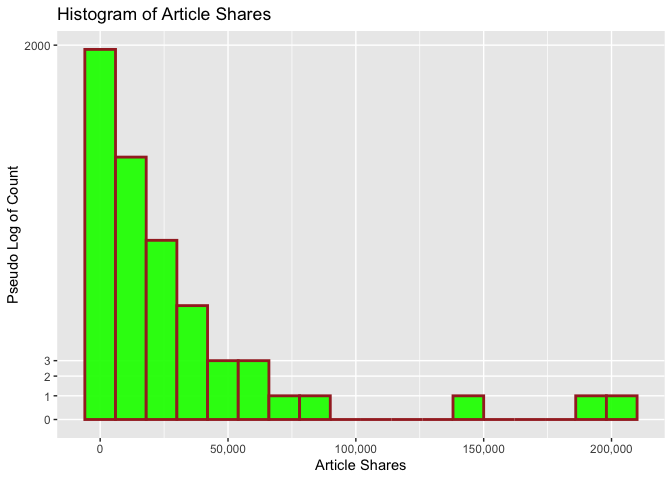 Histogram of Article Shares
Pseudo Log of Count
2000
3
2
1
0
0 50,000 100,000 150,000 200,000
Article Shares